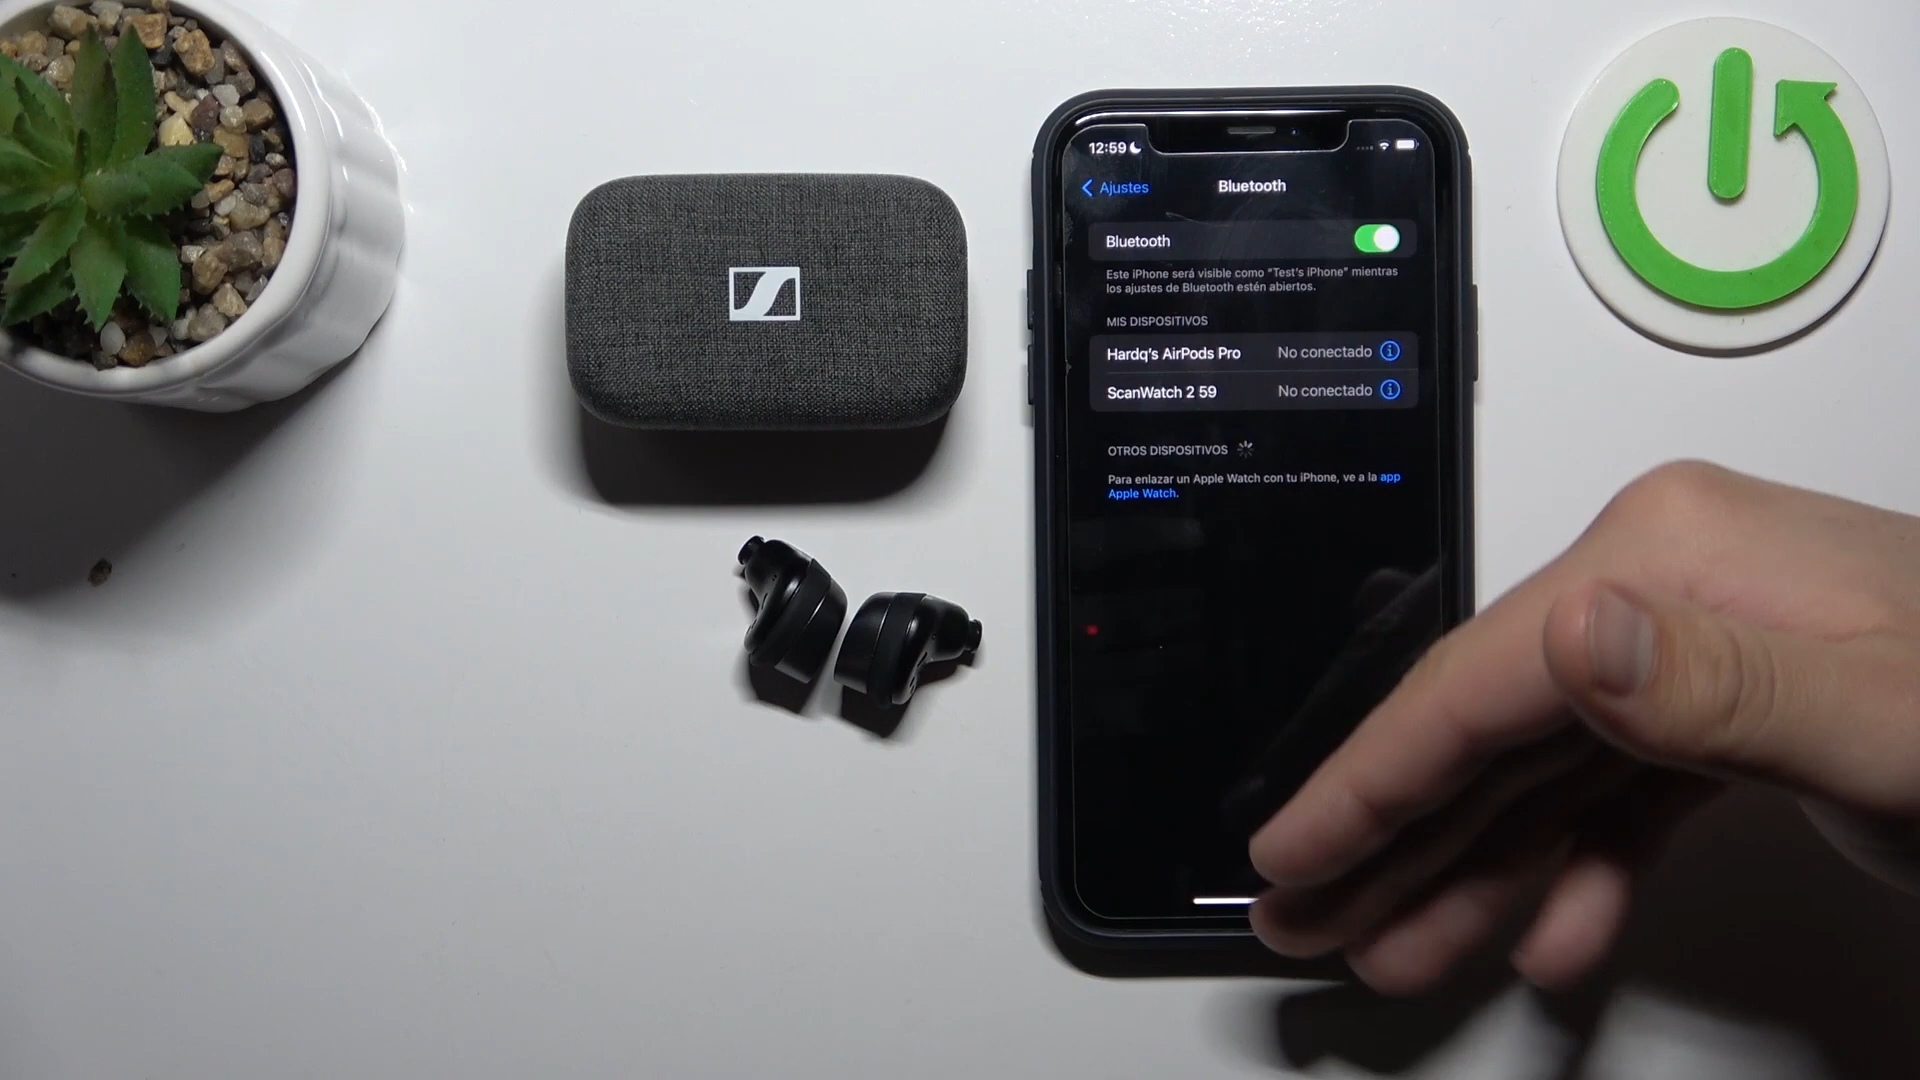 12:59
Ajustes
Bluetooth
Bluetooth
Este iPhone será visible como “Test's iPhone” mientras
los ajustes de Bluetooth estén abiertos.
MIS DISPOSITIVOS
Hardq's AirPods Pro No conectado
ScanWatch 2 59 No conectado
OTROS DISPOSITIVOS
Para enlazar un Apple Watch con tu iPhone, ve a la app
Apple Watch.